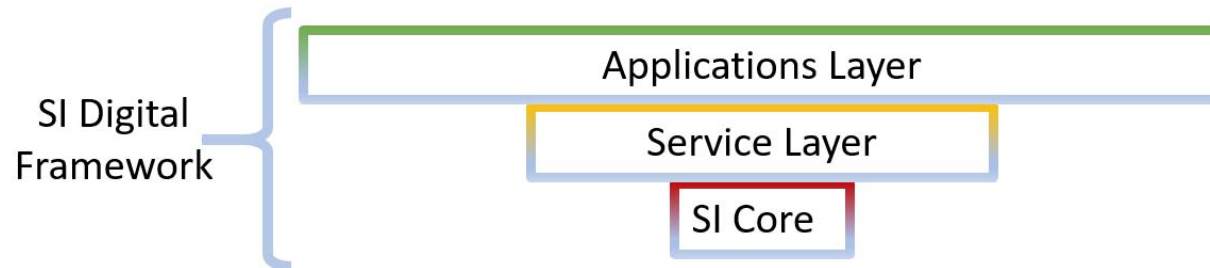 Applications Layer
SI Digital
Framework
Service Layer
SI Core